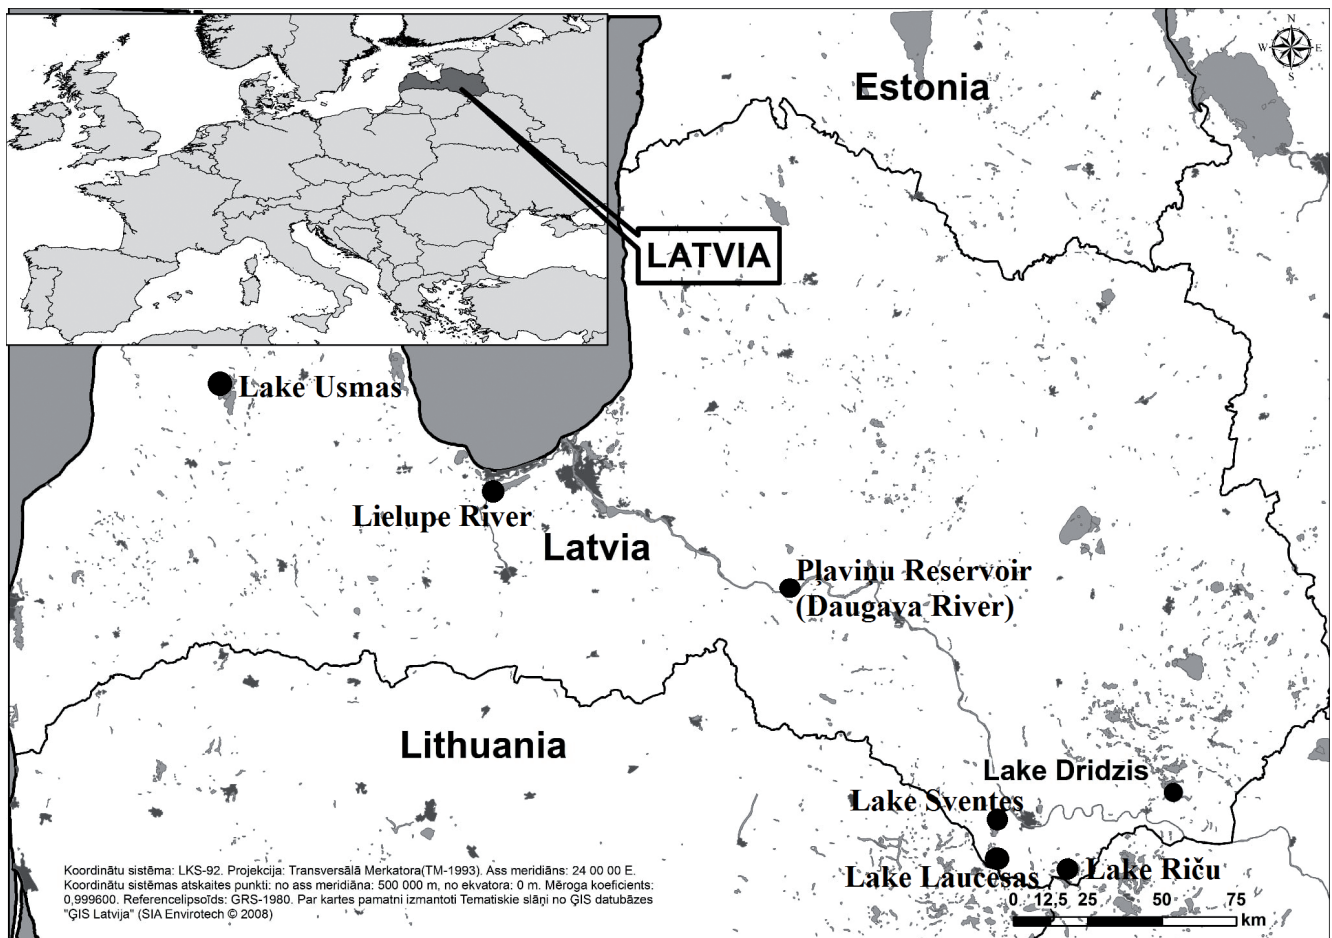 N
W E
S
Estonia
LATVIA
Lake Usmas
Lielupe River
Latvia
Pļaviņu Reservoir
(Daugava River)
Lithuania
Lake Dridzis
Lake Sventes
Lake Laucesas
Lake Riču
0 12,5 25 50 75
km
Koordinātu sistēma: LKS-92. Projekcija: Transversālā Merkatora(TM-1993). Ass meridiāns: 24 00 00 E.
Koordinātu sistēmas atskaites punkti: no ass meridiāna: 500 000 m, no ekvatora: 0 m. Mēroga koeficients:
0,999600. Referencelipsoīds: GRS-1980. Par kartes pamatni izmantoti Tematiskie slāņi no ĢIS datubāzes
"ĢIS Latvija" (SIA Envirotech © 2008)